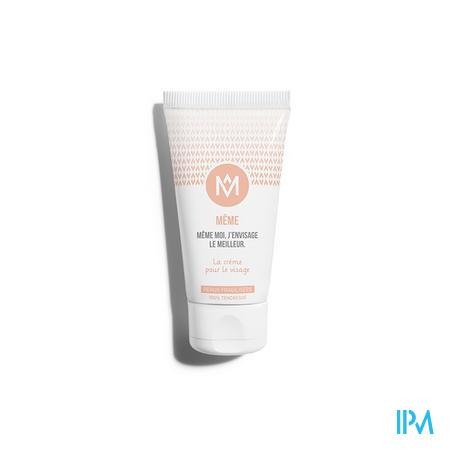 M
MÊME
MÊME MOI, J'ENVISAGE
LE MEILLEUR.
La crème
pour le visage
PEAUX FRAGILISÉES
100% TENDRESSE
IPM